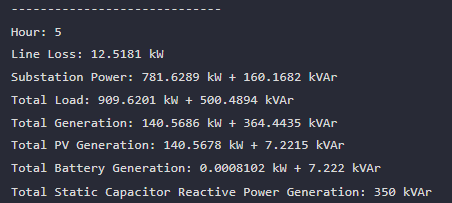 -----------------------------
Hour: 5
Line Loss: 12.5181 kW
Substation Power: 781.6289 kW + 160.1682 kVAr
Total Load: 909.6201 kW + 500.4894 kVAr
Total Generation: 140.5686 kW + 364.4435 kVAr
Total PV Generation: 140.5678 kW + 7.2215 kVAr
Total Battery Generation: 0.0008102 kW + 7.222 kVAr
Total Static Capacitor Reactive Power Generation: 350 kVAr